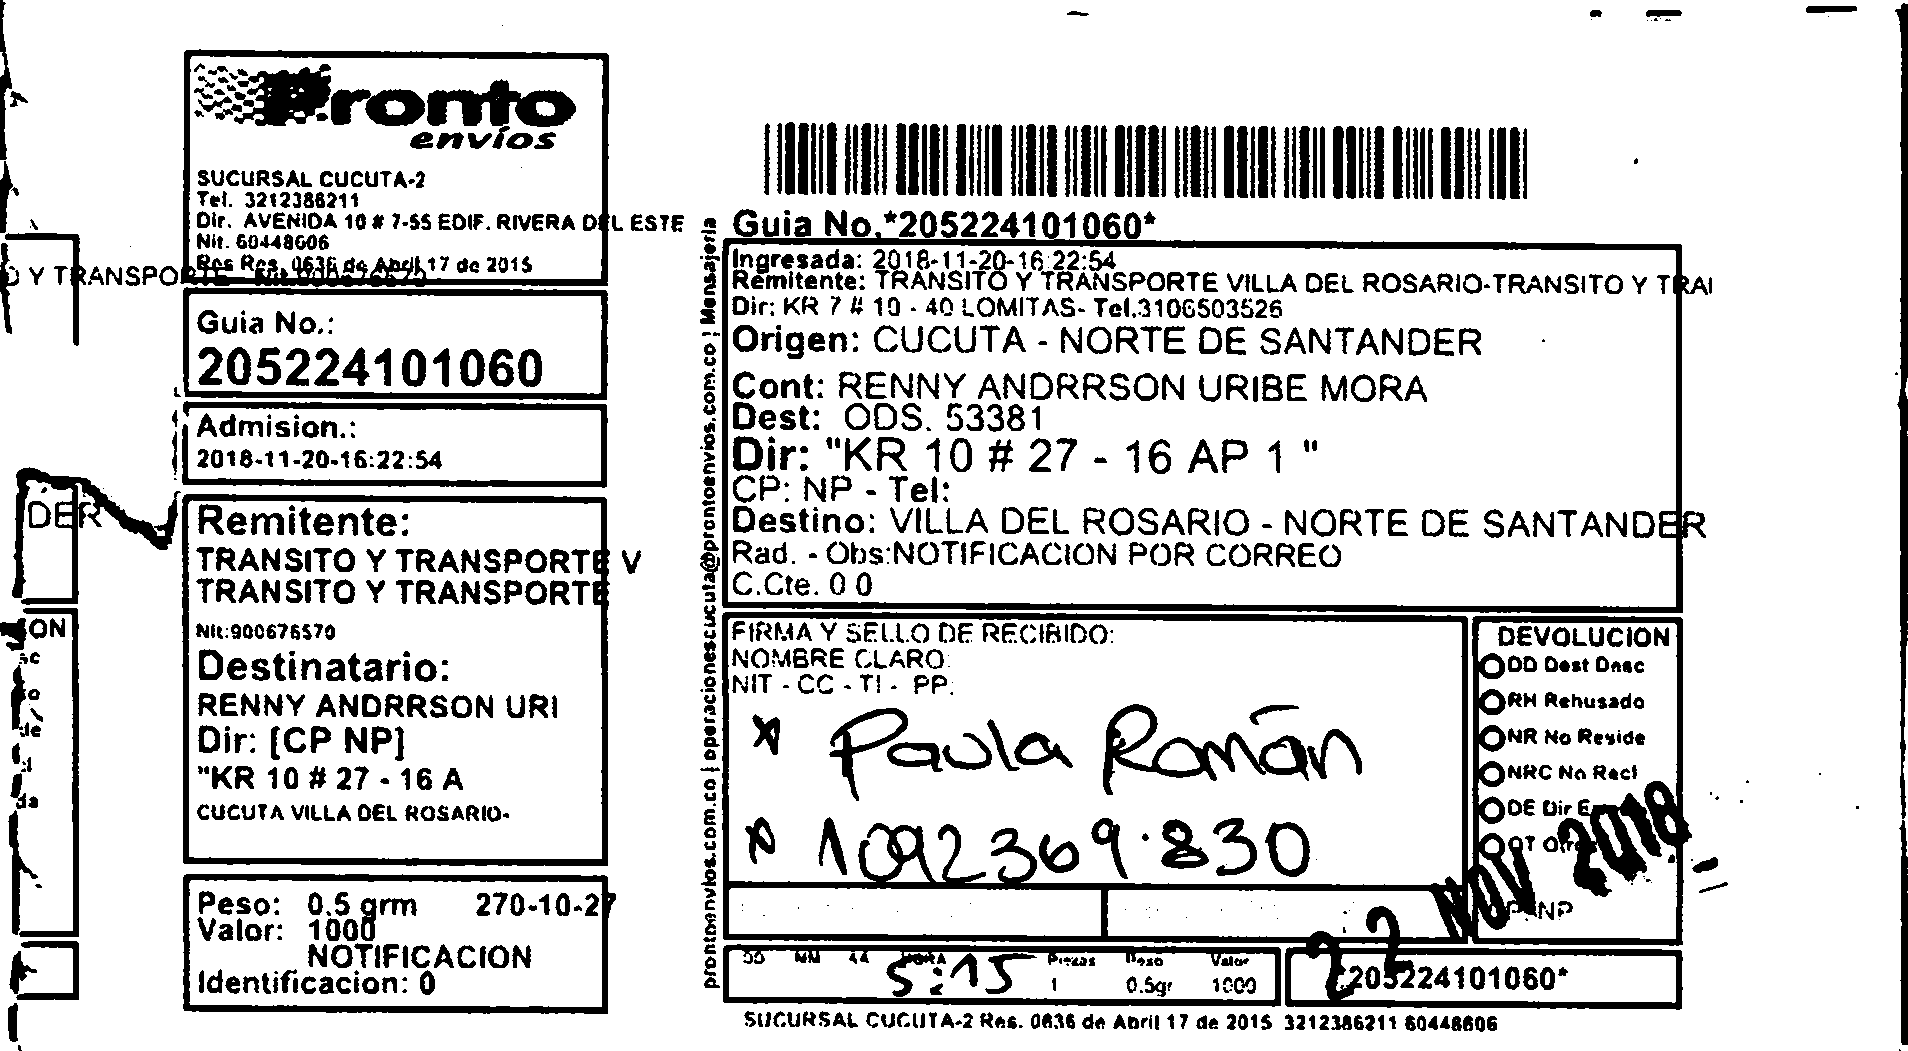 Pronto
envíos
SUCURSAL CUCUTA-2
Tel. 3212386211
Dir. AVENIDA 10 # 7-55 EDIF. RIVERA DEL ESTE
Nit. 60448606
Res Res. 0636 de Abril 17 de 2015
O Y TRANSPORTE
Guia No.:
205224101060
Admision.:
2018-11-20-16:22:54
DER
Remitente:
TRANSITO Y TRANSPORTE V
TRANSITO Y TRANSPORTE
Nit:900676570
Destinatario:
RENNY ANDRRSON URI
Dir: [CP NP]
"KR 10 # 27 - 16 A
CUCUTA VILLA DEL ROSARIO-
Peso: 0.5 grm 270-10-27
Valor: 1000
NOTIFICACION
Identificacion: 0
ION
prontoenvios.com.co | operacionescucuta@prontoenvios.com.co | Mensajeria
Guia No.*205224101060*
Ingresada: 2018-11-20-16:22:54
Remitente: TRANSITO Y TRANSPORTE VILLA DEL ROSARIO-TRANSITO Y TRAI
Dir: KR 7 # 10 - 40 LOMITAS- Tel.3106503526
Origen: CUCUTA - NORTE DE SANTANDER
Cont: RENNY ANDRRSON URIBE MORA
Dest: ODS. 53381
Dir: "KR 10 # 27 - 16 AP 1 "
CP: NP - Tel:
Destino: VILLA DEL ROSARIO - NORTE DE SANTANDER
Rad. - Obs:NOTIFICACION POR CORREO
C.Cte. 0 0
FIRMA Y SELLO DE RECIBIDO:
NOMBRE CLARO:
NIT - CC - TI - PP:
Paula Román
1092369.830
DEVOLUCION
DD Dest Desc
RH Rehusado
NR No Reside
NRC No Recl
DE Dir E
OT Otros
NP
22 NOV 2018
DD MM AA HORA Piezas Peso Valor
5:15 1 0.5gr 1000
*205224101060*
SUCURSAL CUCUTA-2 Res. 0636 de Abril 17 de 2015 3212386211 60448606